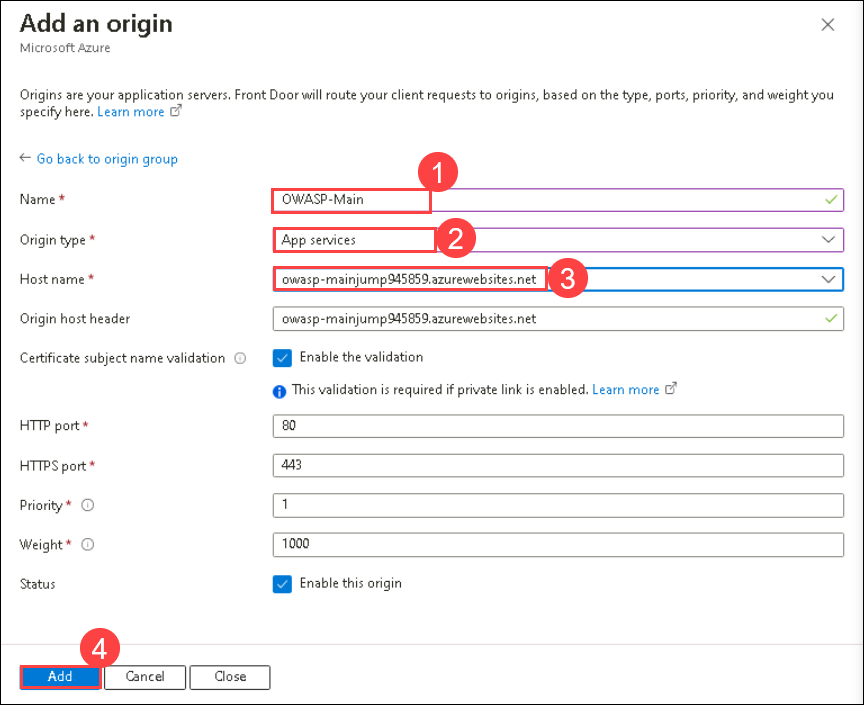 Add an origin
Microsoft Azure
Origins are your application servers. Front Door will route your client requests to origins, based on the type, ports, priority, and weight you
specify here. Learn more
Go back to origin group
1
Name * OWASP-Main
Origin type * App services 2
Host name * owasp-mainjump945859.azurewebsites.net 3
Origin host header owasp-mainjump945859.azurewebsites.net
Certificate subject name validation Enable the validation
This validation is required if private link is enabled. Learn more
HTTP port * 80
HTTPS port * 443
Priority * 1
Weight * 1000
Status Enable this origin
4
Add Cancel Close